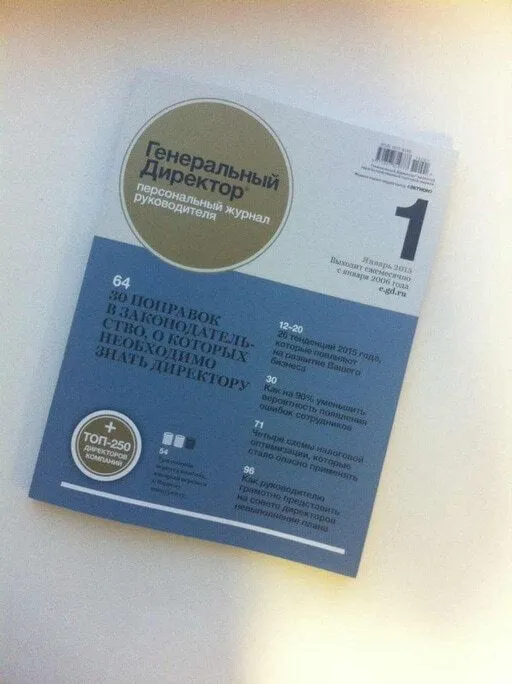 Генеральный
Директор®
персональный журнал
руководителя
1
Январь 2015
Выходит ежемесячно
с января 2006 года
e.gd.ru
64
30 ПОПРАВОК
В ЗАКОНОДАТЕЛЬ-
СТВО, О КОТОРЫХ
НЕОБХОДИМО
ЗНАТЬ ДИРЕКТОРУ
12–20
26 тенденций 2015 года,
которые повлияют
на развитие Вашего
бизнеса
30
Как на 90% уменьшить
вероятность появления
ошибок сотрудников
71
Четыре схемы налоговой
оптимизации, которые
стало опасно применять
96
Как руководителю
грамотно представить
на совете директоров
невыполнение плана
+
ТОП-250
ДИРЕКТОРОВ
КОМПАНИЙ
54